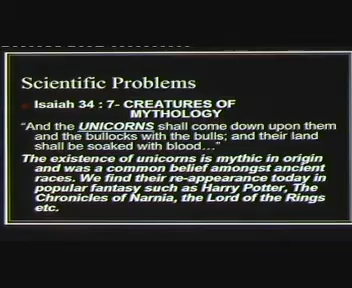 Scientific Problems
Isaiah 34 : 7- CREATURES OF
MYTHOLOGY
“And the UNICORNS shall come down upon them
and the bullocks with the bulls; and their land
shall be soaked with blood…”
The existence of unicorns is mythic in origin
and was a common belief amongst ancient
races. We find their re-appearance today in
popular fantasy such as Harry Potter, The
Chronicles of Narnia, the Lord of the Rings
etc.